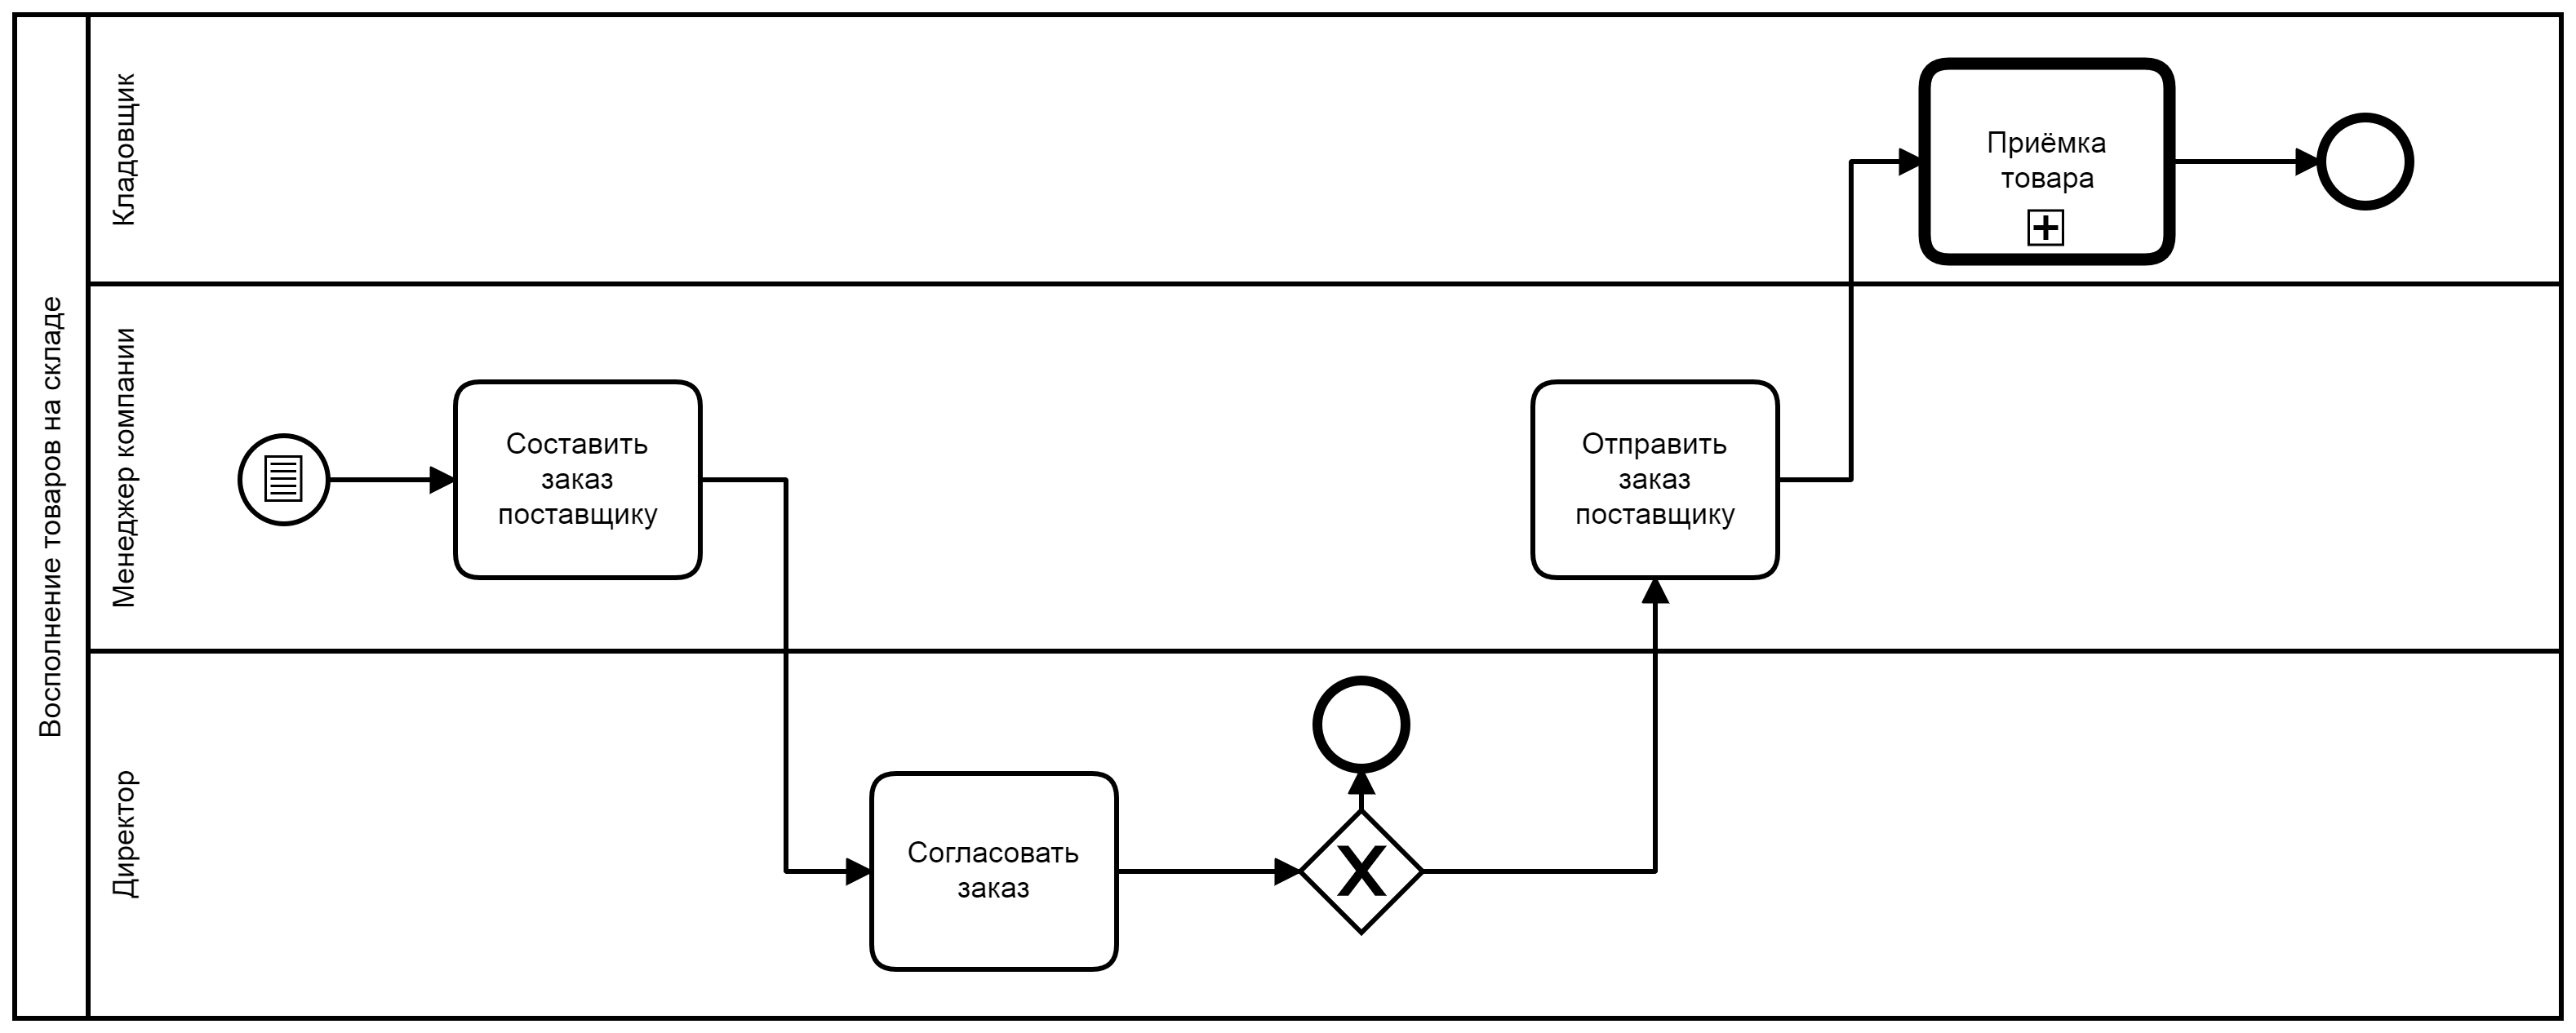 Восполнение товаров на складе
Кладовщик
Приёмка
товара
Менеджер компании
Составить
заказ
поставщику
Отправить
заказ
поставщику
Директор
Согласовать
заказ
X